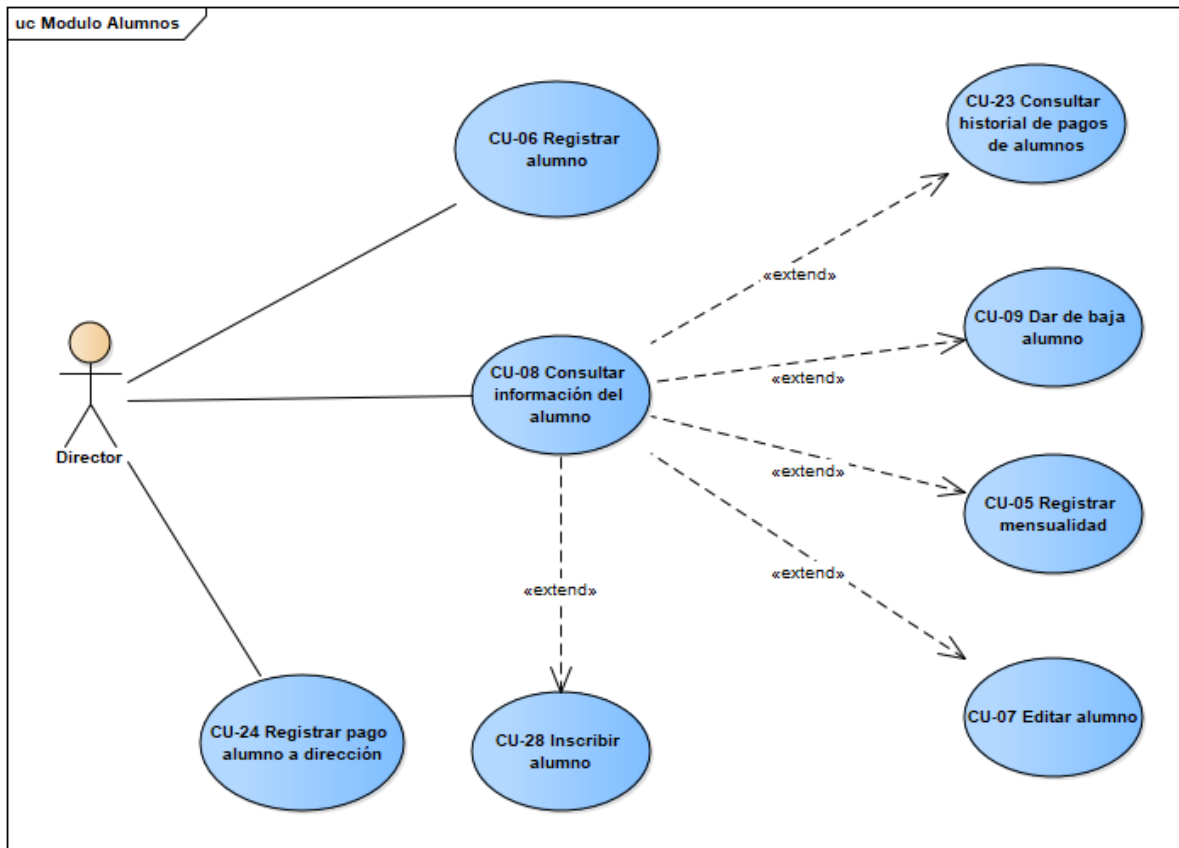 uc Modulo Alumnos
CU-06 Registrar
alumno
CU-23 Consultar
historial de pagos
de alumnos
«extend»
CU-09 Dar de baja
alumno
«extend»
CU-08 Consultar
información del
alumno
Director
«extend»
CU-05 Registrar
mensualidad
«extend»
«extend»
CU-07 Editar alumno
CU-24 Registrar pago
alumno a dirección
CU-28 Inscribir
alumno